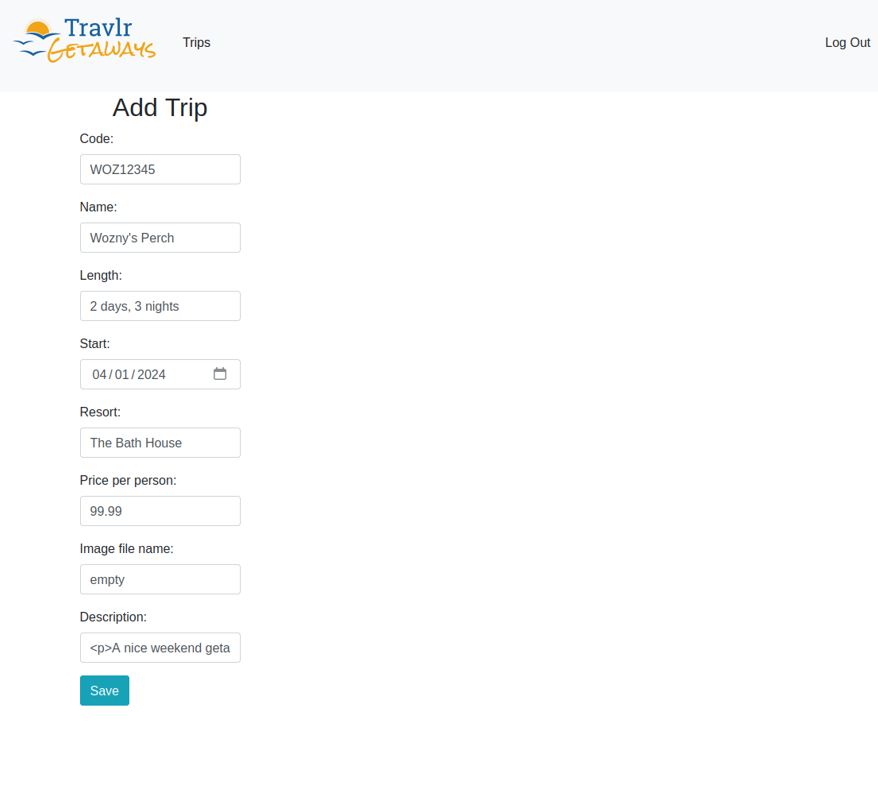 Travlr
Getaways
Trips
Log Out
Add Trip
Code:
WOZ12345
Name:
Wozny's Perch
Length:
2 days, 3 nights
Start:
04/01/2024
Resort:
The Bath House
Price per person:
99.99
Image file name:
empty
Description:
<p>A nice weekend geta
Save